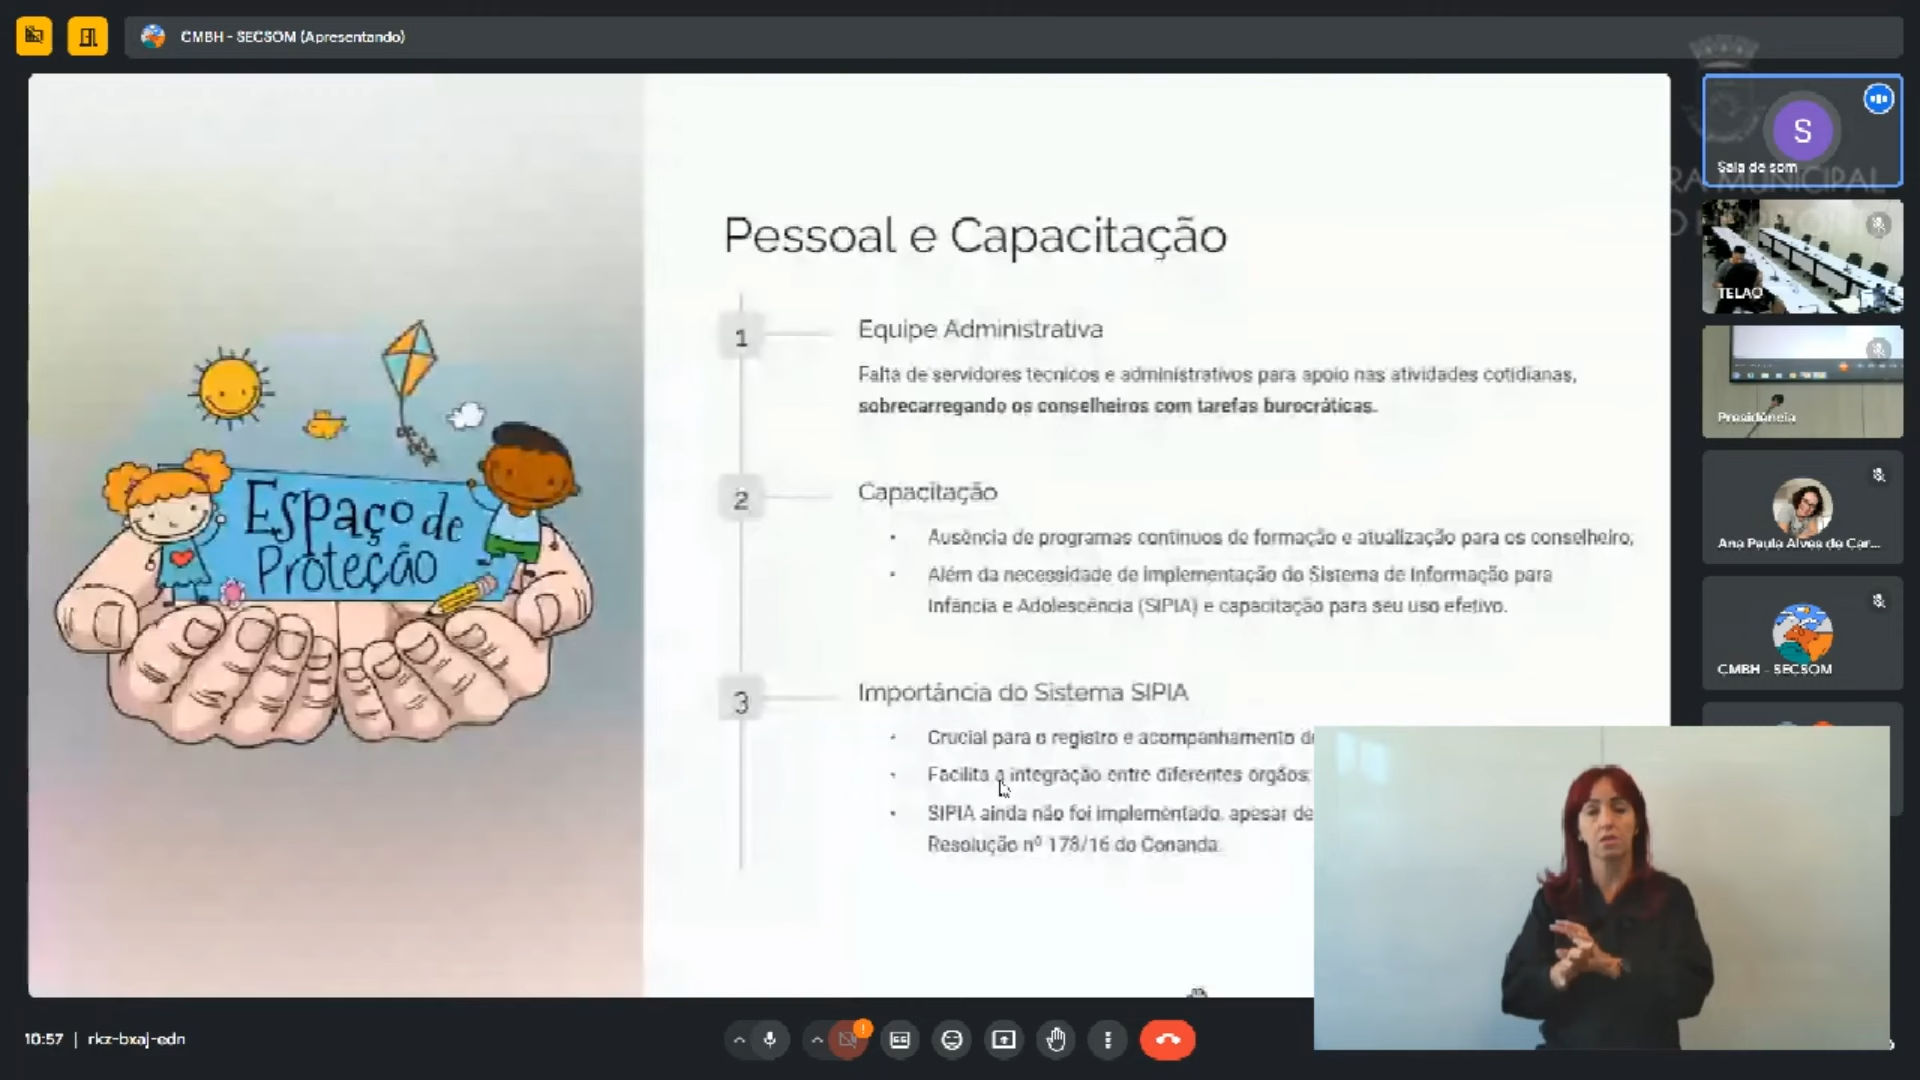 CMBH - SECSOM (Apresentando)
S
Sala de som
RA MUNICIPAL
TELAO
Presidência
Ana Paula Alves de Car...
CMBH - SECSOM
Espaço de
Proteção
Pessoal e Capacitação
1
Equipe Administrativa
Falta de servidores técnicos e administrativos para apoio nas atividades cotidianas,
sobrecarregando os conselheiros com tarefas burocráticas.
2
Capacitação
Ausência de programas contínuos de formação e atualização para os conselheiro;
Além da necessidade de implementação do Sistema de Informação para
Infância e Adolescência (SIPIA) e capacitação para seu uso efetivo.
3
Importância do Sistema SIPIA
Crucial para o registro e acompanhamento
Facilita a integração entre diferentes órgãos;
SIPIA ainda não foi implementado, apesar de
Resolução nº 178/16 do Conanda.
10:57 | rkz-bxaj-edn